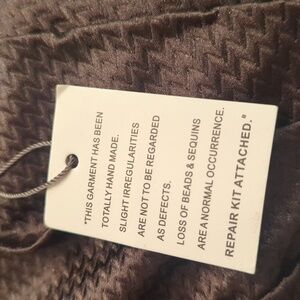 "THIS GARMENT HAS BEEN
TOTALLY HAND MADE.
SLIGHT IRREGULARITIES
ARE NOT TO BE REGARDED
AS DEFECTS.
LOSS OF BEADS & SEQUINS
ARE A NORMAL OCCURRENCE.
REPAIR KIT ATTACHED."